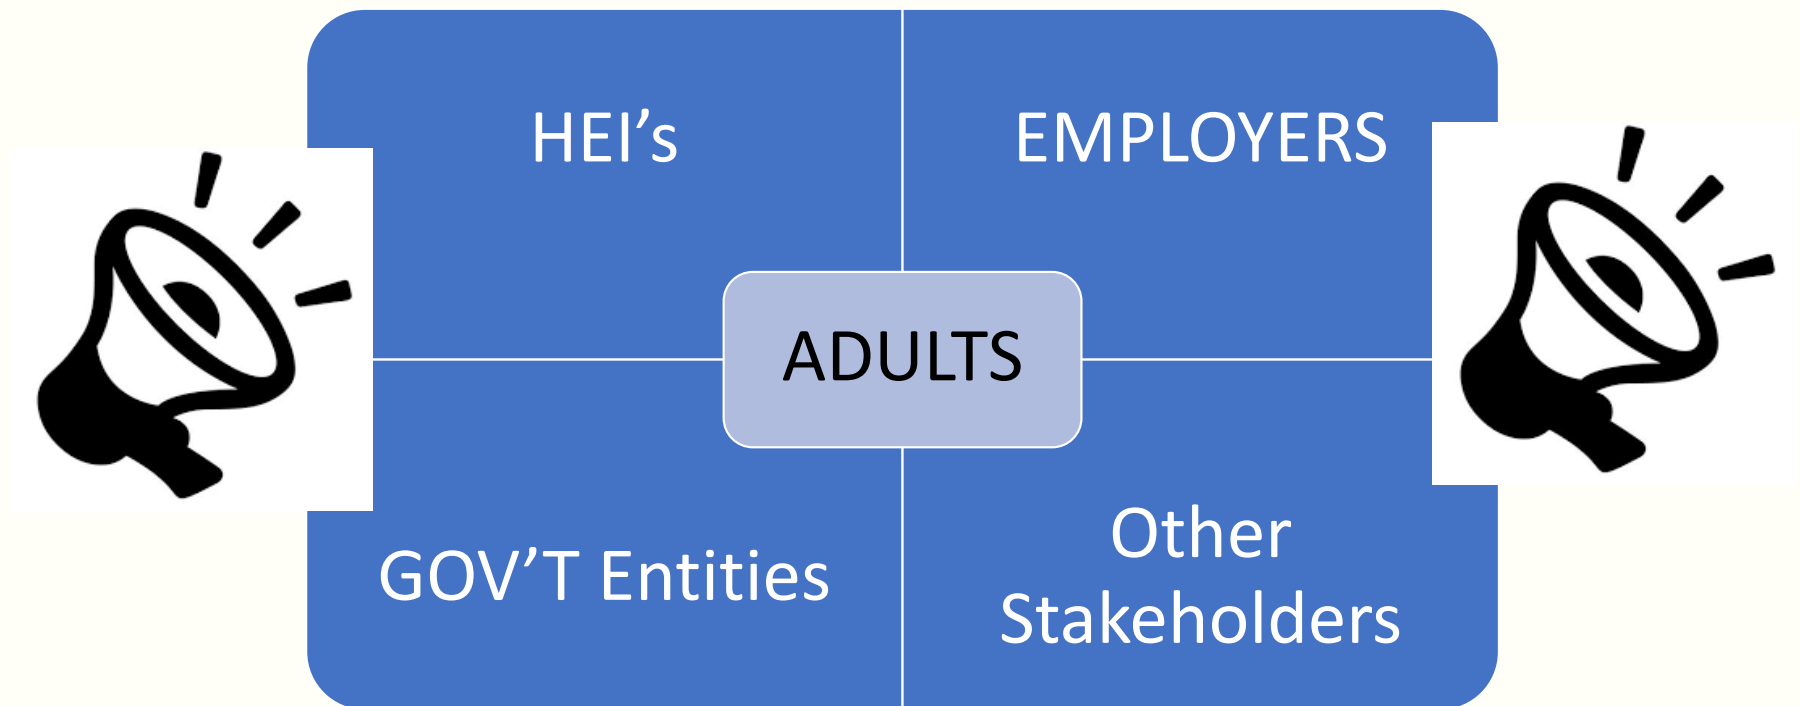 HEI’s
EMPLOYERS
ADULTS
GOV’T Entities
Other
Stakeholders